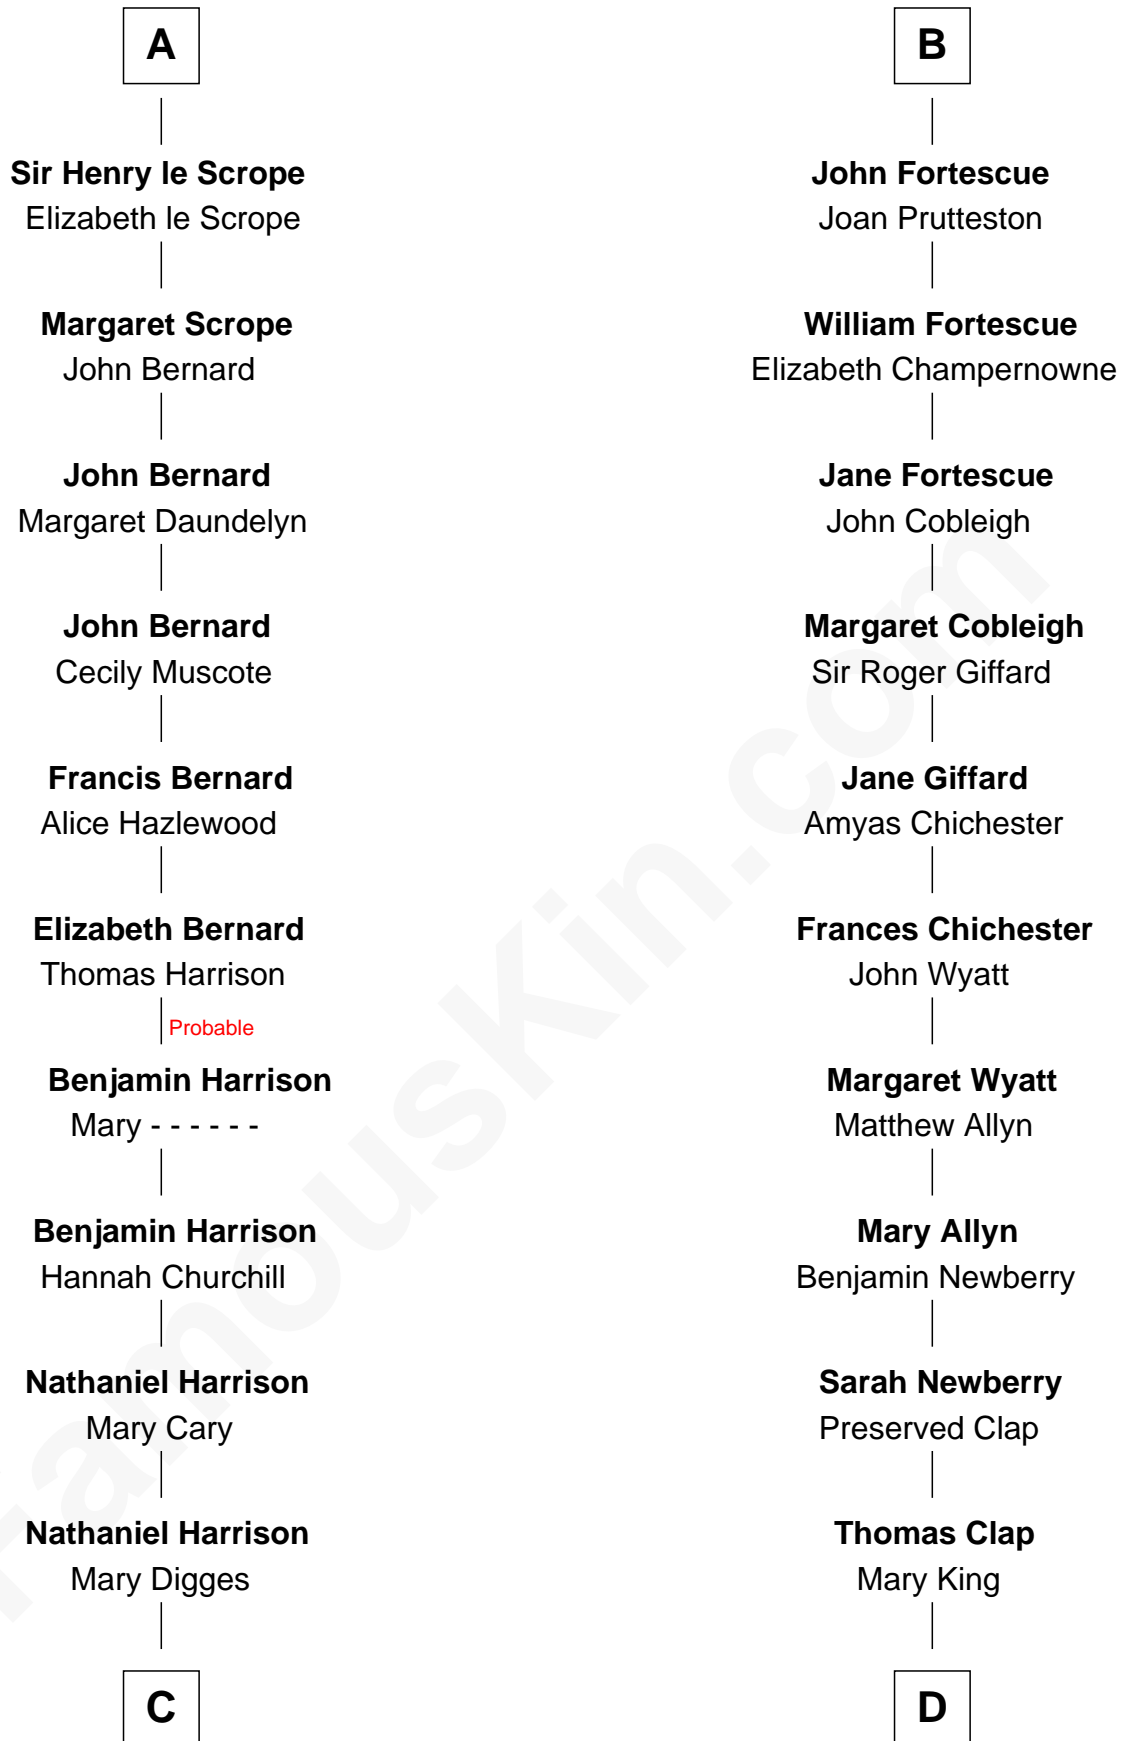 A
Sir Henry le Scrope
Elizabeth le Scrope
Margaret Scrope
John Bernard
John Bernard
Margaret Daundelyn
John Bernard
Cecily Muscote
Francis Bernard
Alice Hazlewood
Elizabeth Bernard
Thomas Harrison
Probable
Benjamin Harrison
Mary - - - - - -
Benjamin Harrison
Hannah Churchill
Nathaniel Harrison
Mary Cary
Nathaniel Harrison
Mary Digges
C
B
John Fortescue
Joan Prutteston
William Fortescue
Elizabeth Champernowne
Jane Fortescue
John Cobleigh
Margaret Cobleigh
Sir Roger Giffard
Jane Giffard
Amyas Chichester
Frances Chichester
John Wyatt
Margaret Wyatt
Matthew Allyn
Mary Allyn
Benjamin Newberry
Sarah Newberry
Preserved Clap
Thomas Clap
Mary King
D
FamousKin.com